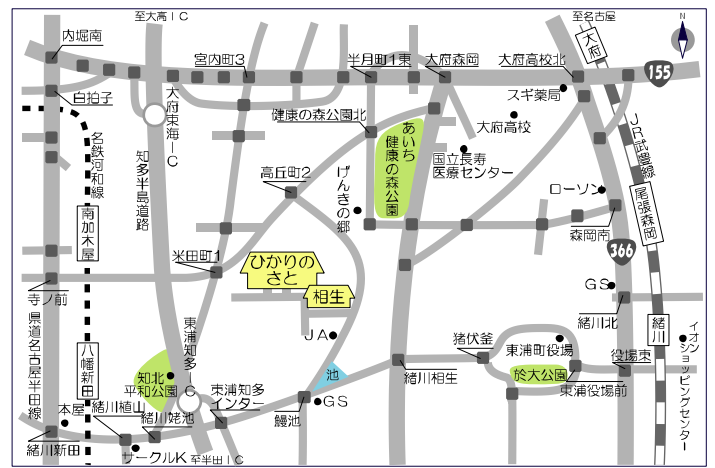 至大高IC
至名古屋
N
内堀南
宮内町3
半月町1東
大府森岡
大府高校北
大府
155
白拍子
大府東海IC
健康の森公園北
スギ薬局
大府高校
名鉄河和線
知多半島道路
高丘町2
げんきの郷
あいち
健康の森公園
国立長寿
医療センター
JR武豊線
ローソン
尾張森岡
南加木屋
森岡南
366
米田町1
ひかりの
さと
相生
寺ノ前
GS
緒川北
県道名古屋半田線
東浦知多IC
JA
猪伏釜
東浦町役場
緒川
イオン
ショッピングセンター
八幡新田
知北
平和公園
池
緒川相生
於大公園
役場東
東浦役場前
本屋
緒川植山
緒川姥池
東浦知多
インター
鰻池
GS
緒川新田
サークルK
至半田IC